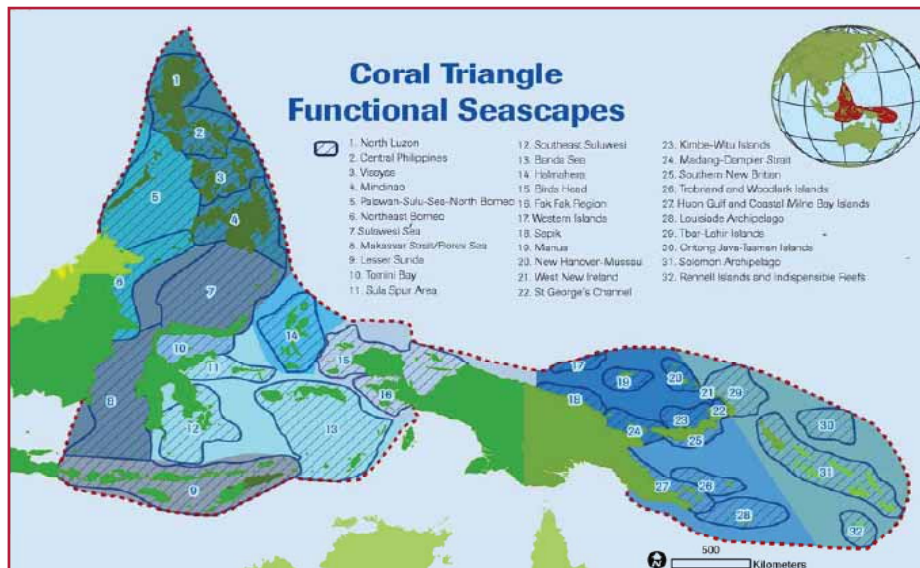 Coral Triangle
Functional Seascapes
1. North Luzon
2. Central Philippines
3. Visayas
4. Mindinao
5. Palawan-Sulu-Sea-North Borneo
6. Northeast Borneo
7. Sulawesi Sea
8. Makassar Strait/Flores Sea
9. Lesser Sunda
10. Tomini Bay
11. Sula Spur Area
12. Southeast Suluwesi
13. Banda Sea
14. Halmahera
15. Birds Head
16. Fak Fak Region
17. Western Islands
18. Sepik
19. Manus
20. New Hanover-Mussau
21. West New Ireland
22. St George's Channel
23. Kimbe-Witu Islands
24. Madang-Dampier Strait
25. Southern New Britian
26. Trobriand and Woodlark Islands
27. Huon Gulf and Coastal Milne Bay Islands
28. Louisiade Archipelago
29. Tbar-Lahir Islands
30. Ontong Java-Tasman Islands
31. Solomon Archipelago
32. Rennell Islands and Indispensible Reefs
1
2
3
4
5
6
7
8
9
10
11
12
13
14
15
16
17
18
19
20
21
22
23
24
25
26
27
28
29
30
31
32
N
500
Kilometers